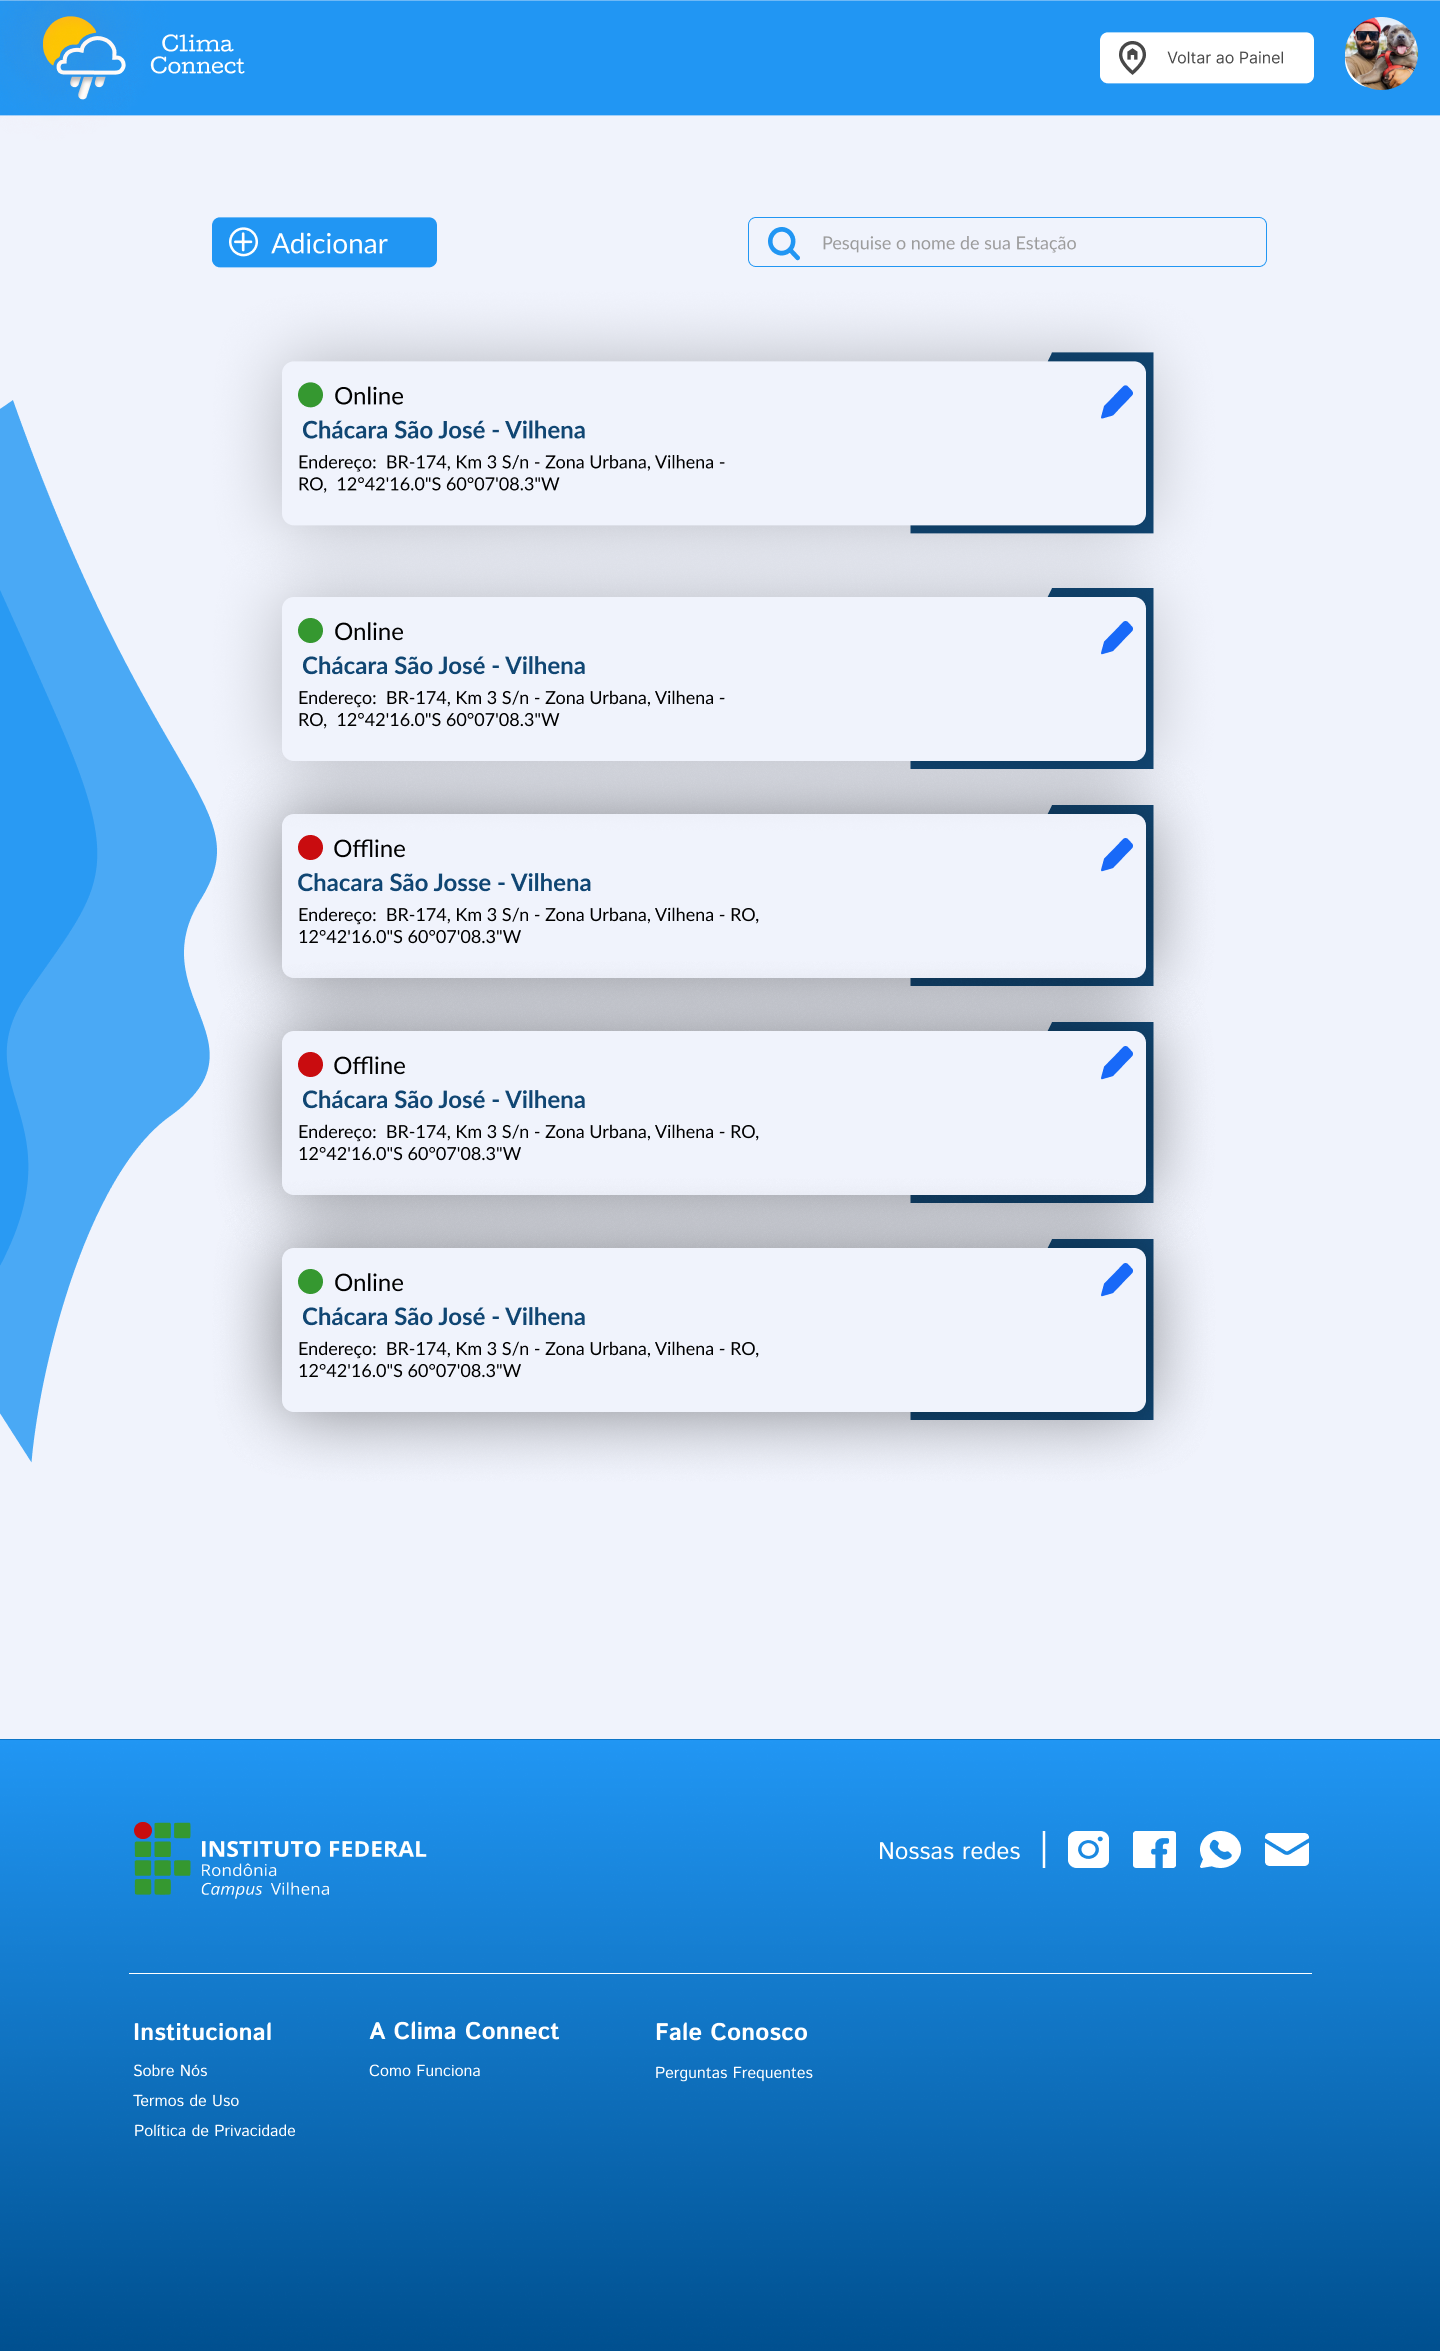 Clima
Connect
Voltar ao Painel
Adicionar
Pesquise o nome de sua Estação
Online
Chácara São José - Vilhena
Endereço:  BR-174, Km 3 S/n - Zona Urbana, Vilhena -
RO,  12°42'16.0"S 60°07'08.3"W
Online
Chácara São José - Vilhena
Endereço:  BR-174, Km 3 S/n - Zona Urbana, Vilhena -
RO,  12°42'16.0"S 60°07'08.3"W
Offline
Chacara São Josse - Vilhena
Endereço:  BR-174, Km 3 S/n - Zona Urbana, Vilhena - RO,
12°42'16.0"S 60°07'08.3"W
Offline
Chácara São José - Vilhena
Endereço:  BR-174, Km 3 S/n - Zona Urbana, Vilhena - RO,
12°42'16.0"S 60°07'08.3"W
Online
Chácara São José - Vilhena
Endereço:  BR-174, Km 3 S/n - Zona Urbana, Vilhena - RO,
12°42'16.0"S 60°07'08.3"W
INSTITUTO FEDERAL
Rondônia
Campus Vilhena
Nossas redes
Institucional
Sobre Nós
Termos de Uso
Política de Privacidade
A Clima Connect
Como Funciona
Fale Conosco
Perguntas Frequentes